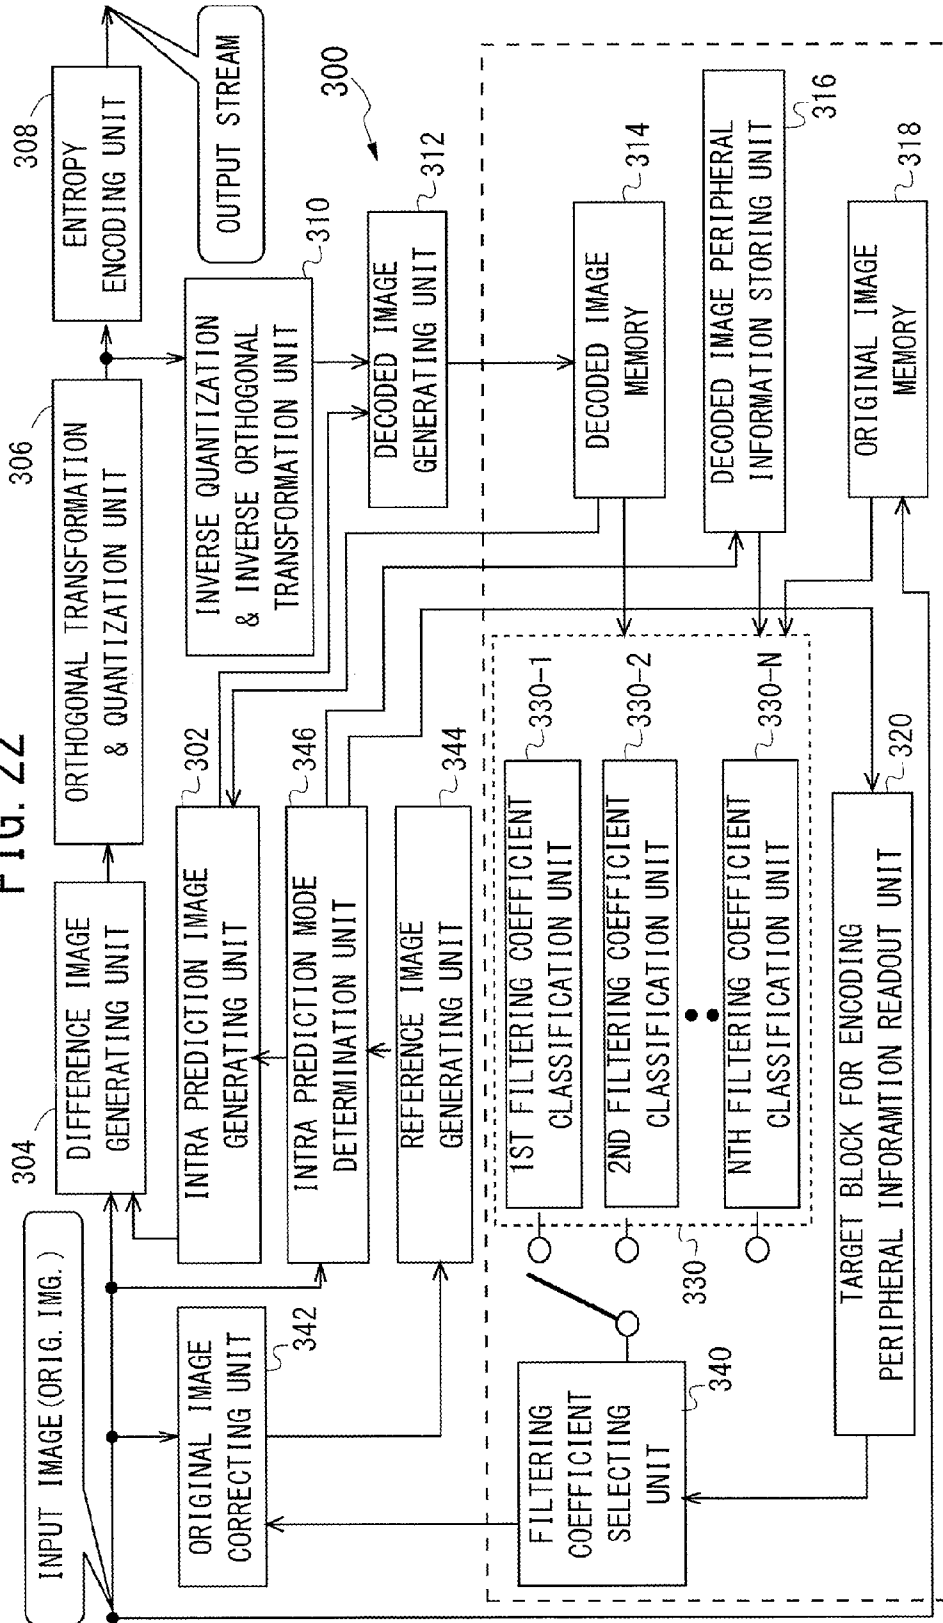 FIG. 22
INPUT IMAGE(ORIG. IMG.)
304
DIFFERENCE IMAGE
GENERATING UNIT
306
ORTHOGONAL TRANSFORMATION
& QUANTIZATION UNIT
308
ENTROPY
ENCODING UNIT
OUTPUT STREAM
300
ORIGINAL IMAGE
CORRECTING UNIT
342
INTRA PREDICTION IMAGE
GENERATING UNIT
302
INTRA PREDICTION MODE
DETERMINATION UNIT
346
REFERENCE IMAGE
GENERATING UNIT
344
INVERSE QUANTIZATION
& INVERSE ORTHOGONAL
TRANSFORMATION UNIT
310
DECODED IMAGE
GENERATING UNIT
312
FILTERING
COEFFICIENT
SELECTING
UNIT
340
330
1ST FILTERING COEFFICIENT
CLASSIFICATION UNIT
330-1
2ND FILTERING COEFFICIENT
CLASSIFICATION UNIT
330-2
NTH FILTERING COEFFICIENT
CLASSIFICATION UNIT
330-N
DECODED IMAGE
MEMORY
314
DECODED IMAGE PERIPHERAL
INFORMATION STORING UNIT
316
ORIGINAL IMAGE
MEMORY
318
TARGET BLOCK FOR ENCODING
PERIPHERAL INFORAMTION READOUT UNIT
320